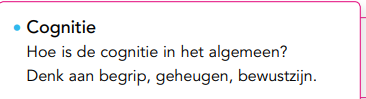 Cognitie
Hoe is de cognitie in het algemeen?
Denk aan begrip, geheugen, bewustzijn.